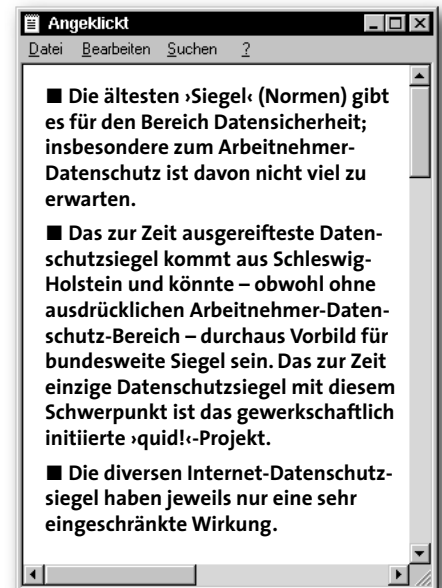 Angeklickt
Datei Bearbeiten Suchen ?
■ Die ältesten ›Siegel‹ (Normen) gibt
es für den Bereich Datensicherheit;
insbesondere zum Arbeitnehmer-
Datenschutz ist davon nicht viel zu
erwarten.
■ Das zur Zeit ausgereifteste Daten-
schutzsiegel kommt aus Schleswig-
Holstein und könnte – obwohl ohne
ausdrücklichen Arbeitnehmer-Daten-
schutz-Bereich – durchaus Vorbild für
bundesweite Siegel sein. Das zur Zeit
einzige Datenschutzsiegel mit diesem
Schwerpunkt ist das gewerkschaftlich
initiierte ›quid!‹-Projekt.
■ Die diversen Internet-Datenschutz-
siegel haben jeweils nur eine sehr
eingeschränkte Wirkung.